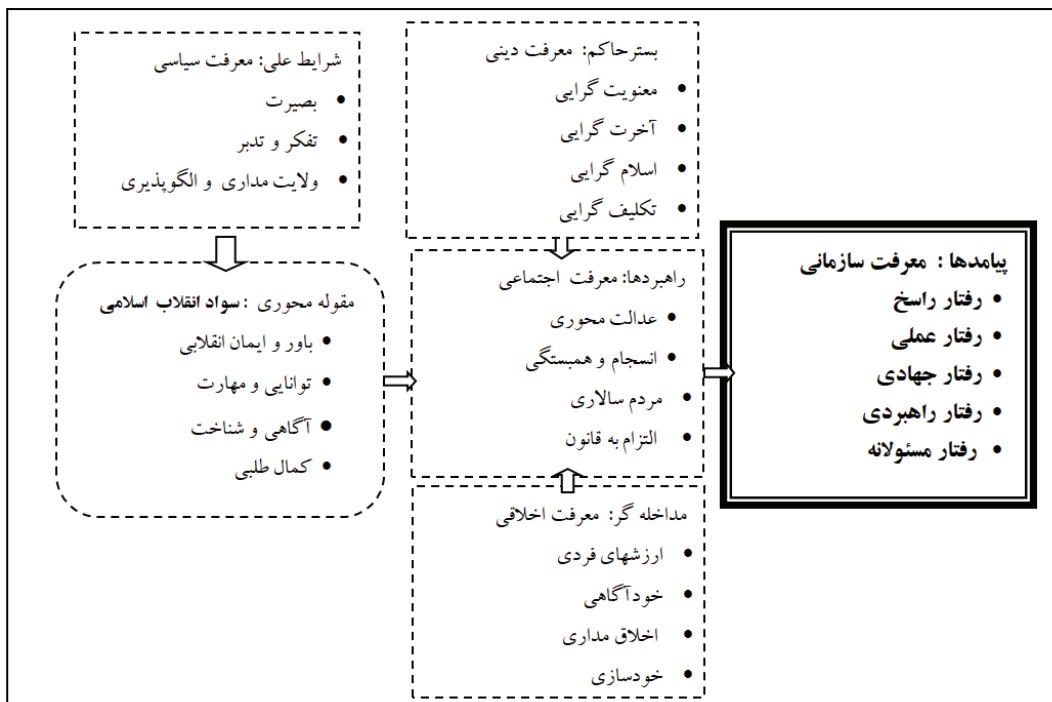 شرایط علی: معرفت سیاسی
• بصیرت
• تفکر و تدبر
• ولایت مداری و الگوپذیری
بسترحاکم: معرفت دینی
• معنویت گرایی
• آخرت گرایی
• اسلام گرایی
• تکلیف گرایی
مقوله محوری :سواد انقلاب اسلامی
• باور و ایمان انقلابی
• توانایی و مهارت
• آگاهی و شناخت
• کمال طلبی
راهبردها: معرفت اجتماعی
• عدالت محوری
• انسجام و همبستگی
• مردم سالاری
• التزام به قانون
مداخله گر: معرفت اخلاقی
• ارزشهای فردی
• خودآگاهی
• اخلاق مداری
• خودسازی
پیامدها : معرفت سازمانی
• رفتار راسخ
• رفتار عملی
• رفتار جهادی
• رفتار راهبردی
• رفتار مسئولانه